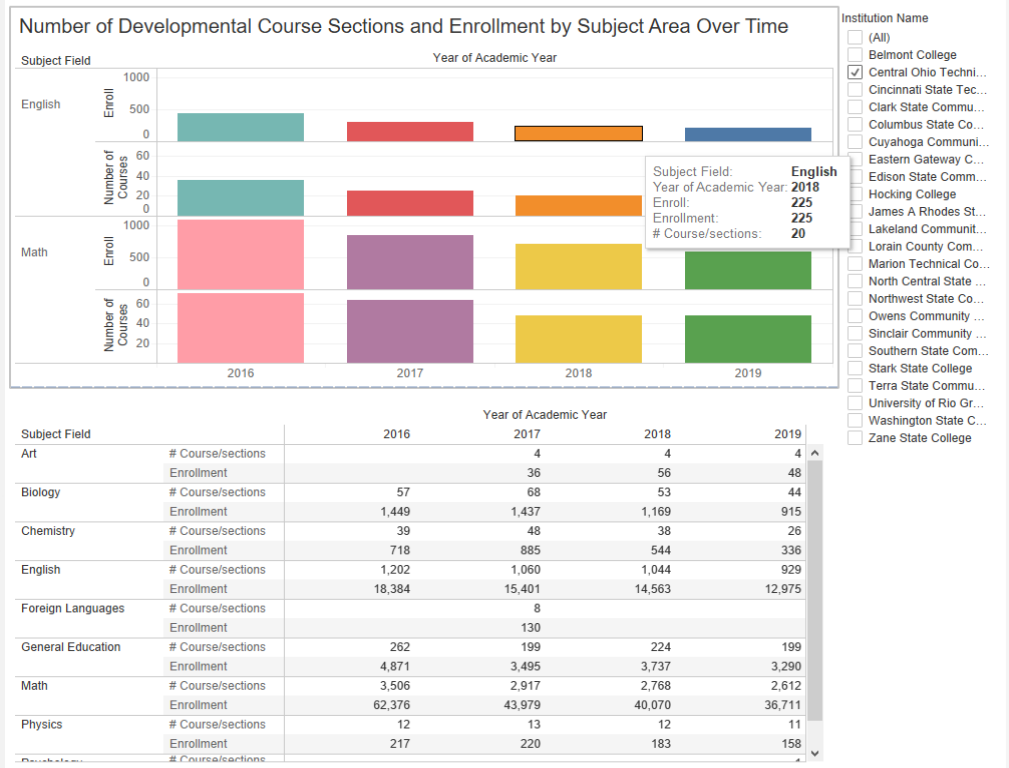 Number of Developmental Course Sections and Enrollment by Subject Area Over Time
Subject Field
Year of Academic Year
English
Enroll
1000
500
0
Number of
Courses
60
40
20
0
Math
Enroll
1000
500
0
Number of
Courses
60
40
20
2016 2017 2018 2019
Subject Field: English
Year of Academic Year: 2018
Enroll: 225
Enrollment: 225
# Course/sections: 20
Institution Name
(All)
Belmont College
Central Ohio Techni...
Cincinnati State Tec...
Clark State Commu...
Columbus State Co...
Cuyahoga Communi...
Eastern Gateway C...
Edison State Comm...
Hocking College
James A Rhodes St...
Lakeland Communit...
Lorain County Com...
Marion Technical Co...
North Central State ...
Northwest State Co...
Owens Community ...
Sinclair Community ...
Southern State Com...
Stark State College
Terra State Commu...
University of Rio Gr...
Washington State C...
Zane State College
Year of Academic Year
Subject Field 2016 2017 2018 2019
Art # Course/sections 4 4 4
Enrollment 36 56 48
Biology # Course/sections 57 68 53 44
Enrollment 1,449 1,437 1,169 915
Chemistry # Course/sections 39 48 38 26
Enrollment 718 885 544 336
English # Course/sections 1,202 1,060 1,044 929
Enrollment 18,384 15,401 14,563 12,975
Foreign Languages # Course/sections 8
Enrollment 130
General Education # Course/sections 262 199 224 199
Enrollment 4,871 3,495 3,737 3,290
Math # Course/sections 3,506 2,917 2,768 2,612
Enrollment 62,376 43,979 40,070 36,711
Physics # Course/sections 12 13 12 11
Enrollment 217 220 183 158
# Course/sections